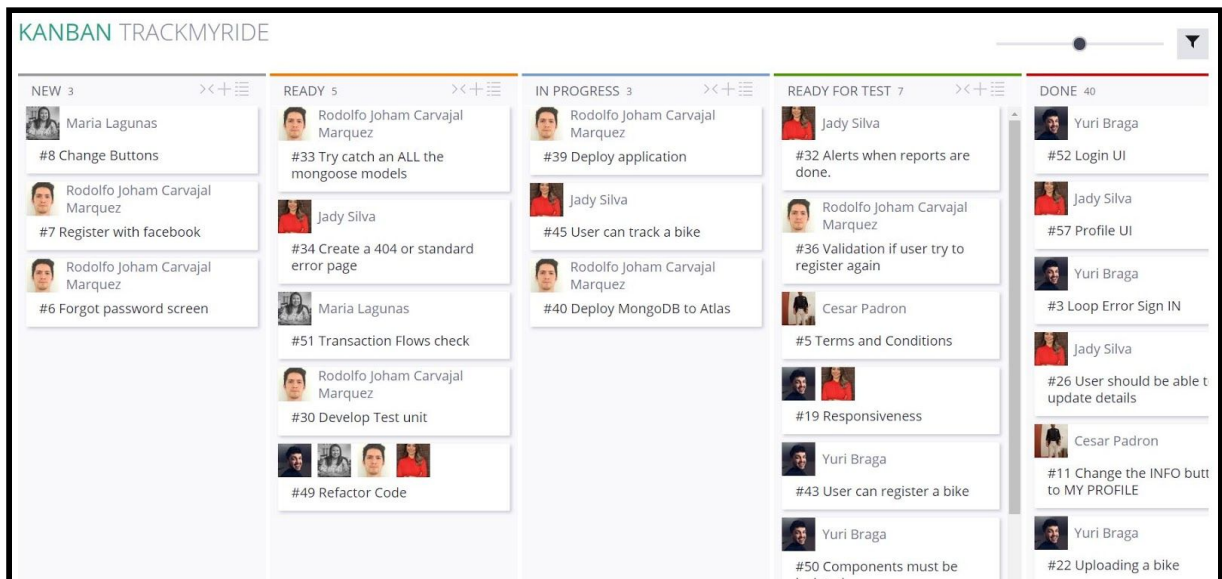 KANBAN TRACKMYRIDE
NEW 3
Maria Lagunas
#8 Change Buttons
Rodolfo Joham Carvajal
Marquez
#7 Register with facebook
Rodolfo Joham Carvajal
Marquez
#6 Forgot password screen
READY 5
Rodolfo Joham Carvajal
Marquez
#33 Try catch an ALL the
mongoose models
Jady Silva
#34 Create a 404 or standard
error page
Maria Lagunas
#51 Transaction Flows check
Rodolfo Joham Carvajal
Marquez
#30 Develop Test unit
#49 Refactor Code
IN PROGRESS 3
Rodolfo Joham Carvajal
Marquez
#39 Deploy application
Jady Silva
#45 User can track a bike
Rodolfo Joham Carvajal
Marquez
#40 Deploy MongoDB to Atlas
READY FOR TEST 7
Jady Silva
#32 Alerts when reports are
done.
Rodolfo Joham Carvajal
Marquez
#36 Validation if user try to
register again
Cesar Padron
#5 Terms and Conditions
#19 Responsiveness
Yuri Braga
#43 User can register a bike
Yuri Braga
#50 Components must be
DONE 40
Yuri Braga
#52 Login UI
Jady Silva
#57 Profile UI
Yuri Braga
#3 Loop Error Sign IN
Jady Silva
#26 User should be able t
update details
Cesar Padron
#11 Change the INFO butt
to MY PROFILE
Yuri Braga
#22 Uploading a bike